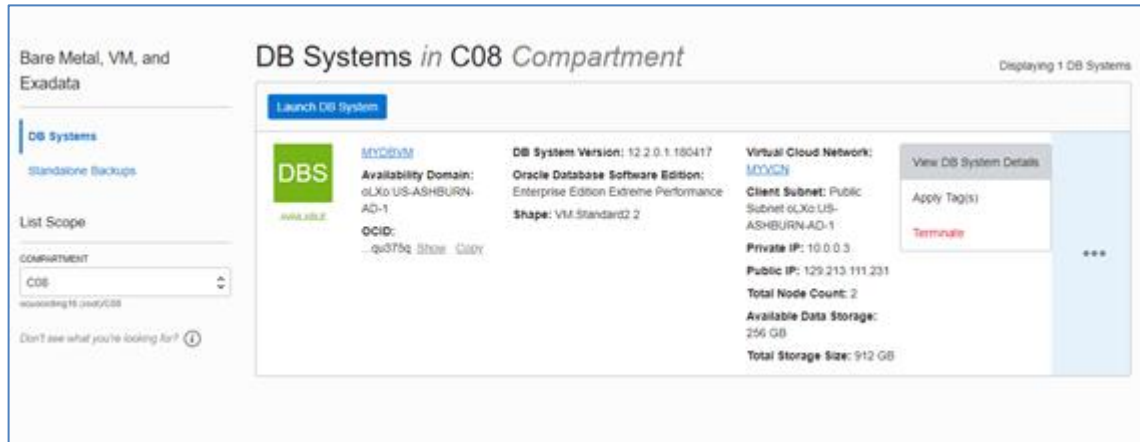 Bare Metal, VM, and
Exadata
DB Systems
Standalone Backups
List Scope
COMPARTMENT
C08
Don't see what you're looking for?
DB Systems in C08 Compartment
Displaying 1 DB Systems
Launch DB System
DBS
AVAILABLE
MYDBVM
Availability Domain:
oLXo:US-ASHBURN-
AD-1
OCID:
...qu375q Show Copy
DB System Version: 12.2.0.1.180417
Oracle Database Software Edition:
Enterprise Edition Extreme Performance
Shape: VM.Standard2.2
Virtual Cloud Network:
MYVCN
Client Subnet: Public
Subnet oLXo:US-
ASHBURN-AD-1
Private IP: 10.0.0.3
Public IP: 129.213.111.231
Total Node Count: 2
Available Data Storage:
256 GB
Total Storage Size: 912 GB
View DB System Details
Apply Tag(s)
Terminate